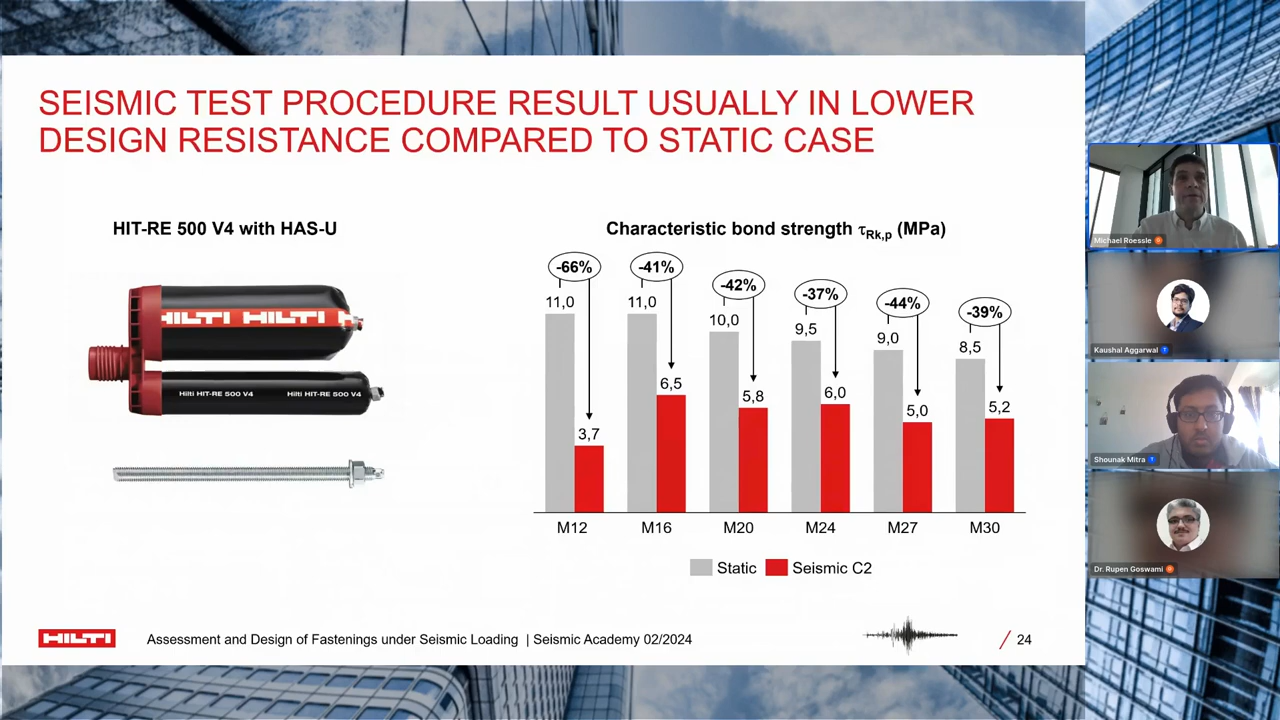 SEISMIC TEST PROCEDURE RESULT USUALLY IN LOWER
DESIGN RESISTANCE COMPARED TO STATIC CASE
HIT-RE 500 V4 with HAS-U
HILTI HILTI H
Hilti HIT-RE 500 V4 Hilti HIT-RE 500 V4
Characteristic bond strength τRk,p (MPa)
-66% -41% -42% -37% -44% -39%
11,0 11,0 10,0 9,5 9,0 8,5
3,7 6,5 5,8 6,0 5,0 5,2
M12 M16 M20 M24 M27 M30
Static Seismic C2
HILTI
Assessment and Design of Fastenings under Seismic Loading | Seismic Academy 02/2024
/ 24
Michael Roessle
Kaushal Aggarwal
Shounak Mitra
Dr. Rupen Goswami